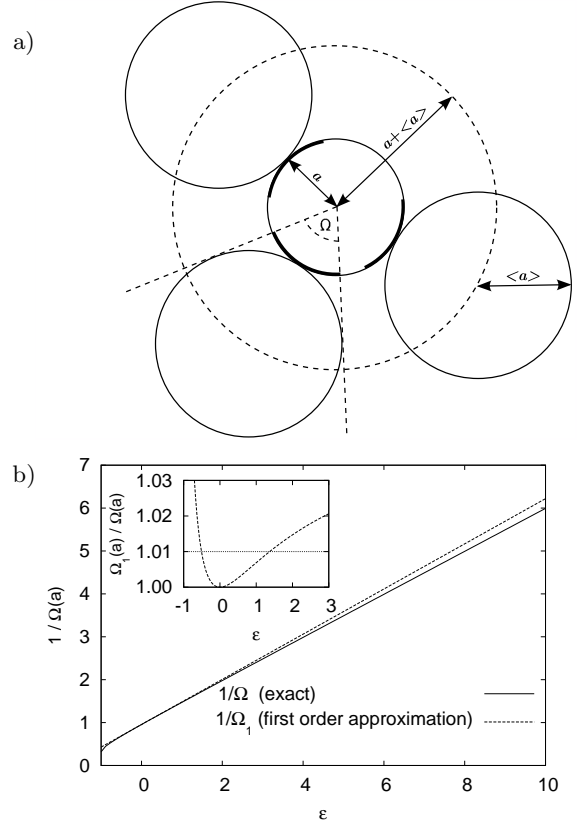 a)
a
a+<a>
Ω
<a>
b)
7
6
5
4
3
2
1
0
1 / Ω(a)
0
2
4
6
8
10
ε
1.03
1.02
1.01
1.00
Ω1(a) / Ω(a)
-1
0
1
2
3
ε
1/Ω (exact)
1/Ω1 (first order approximation)